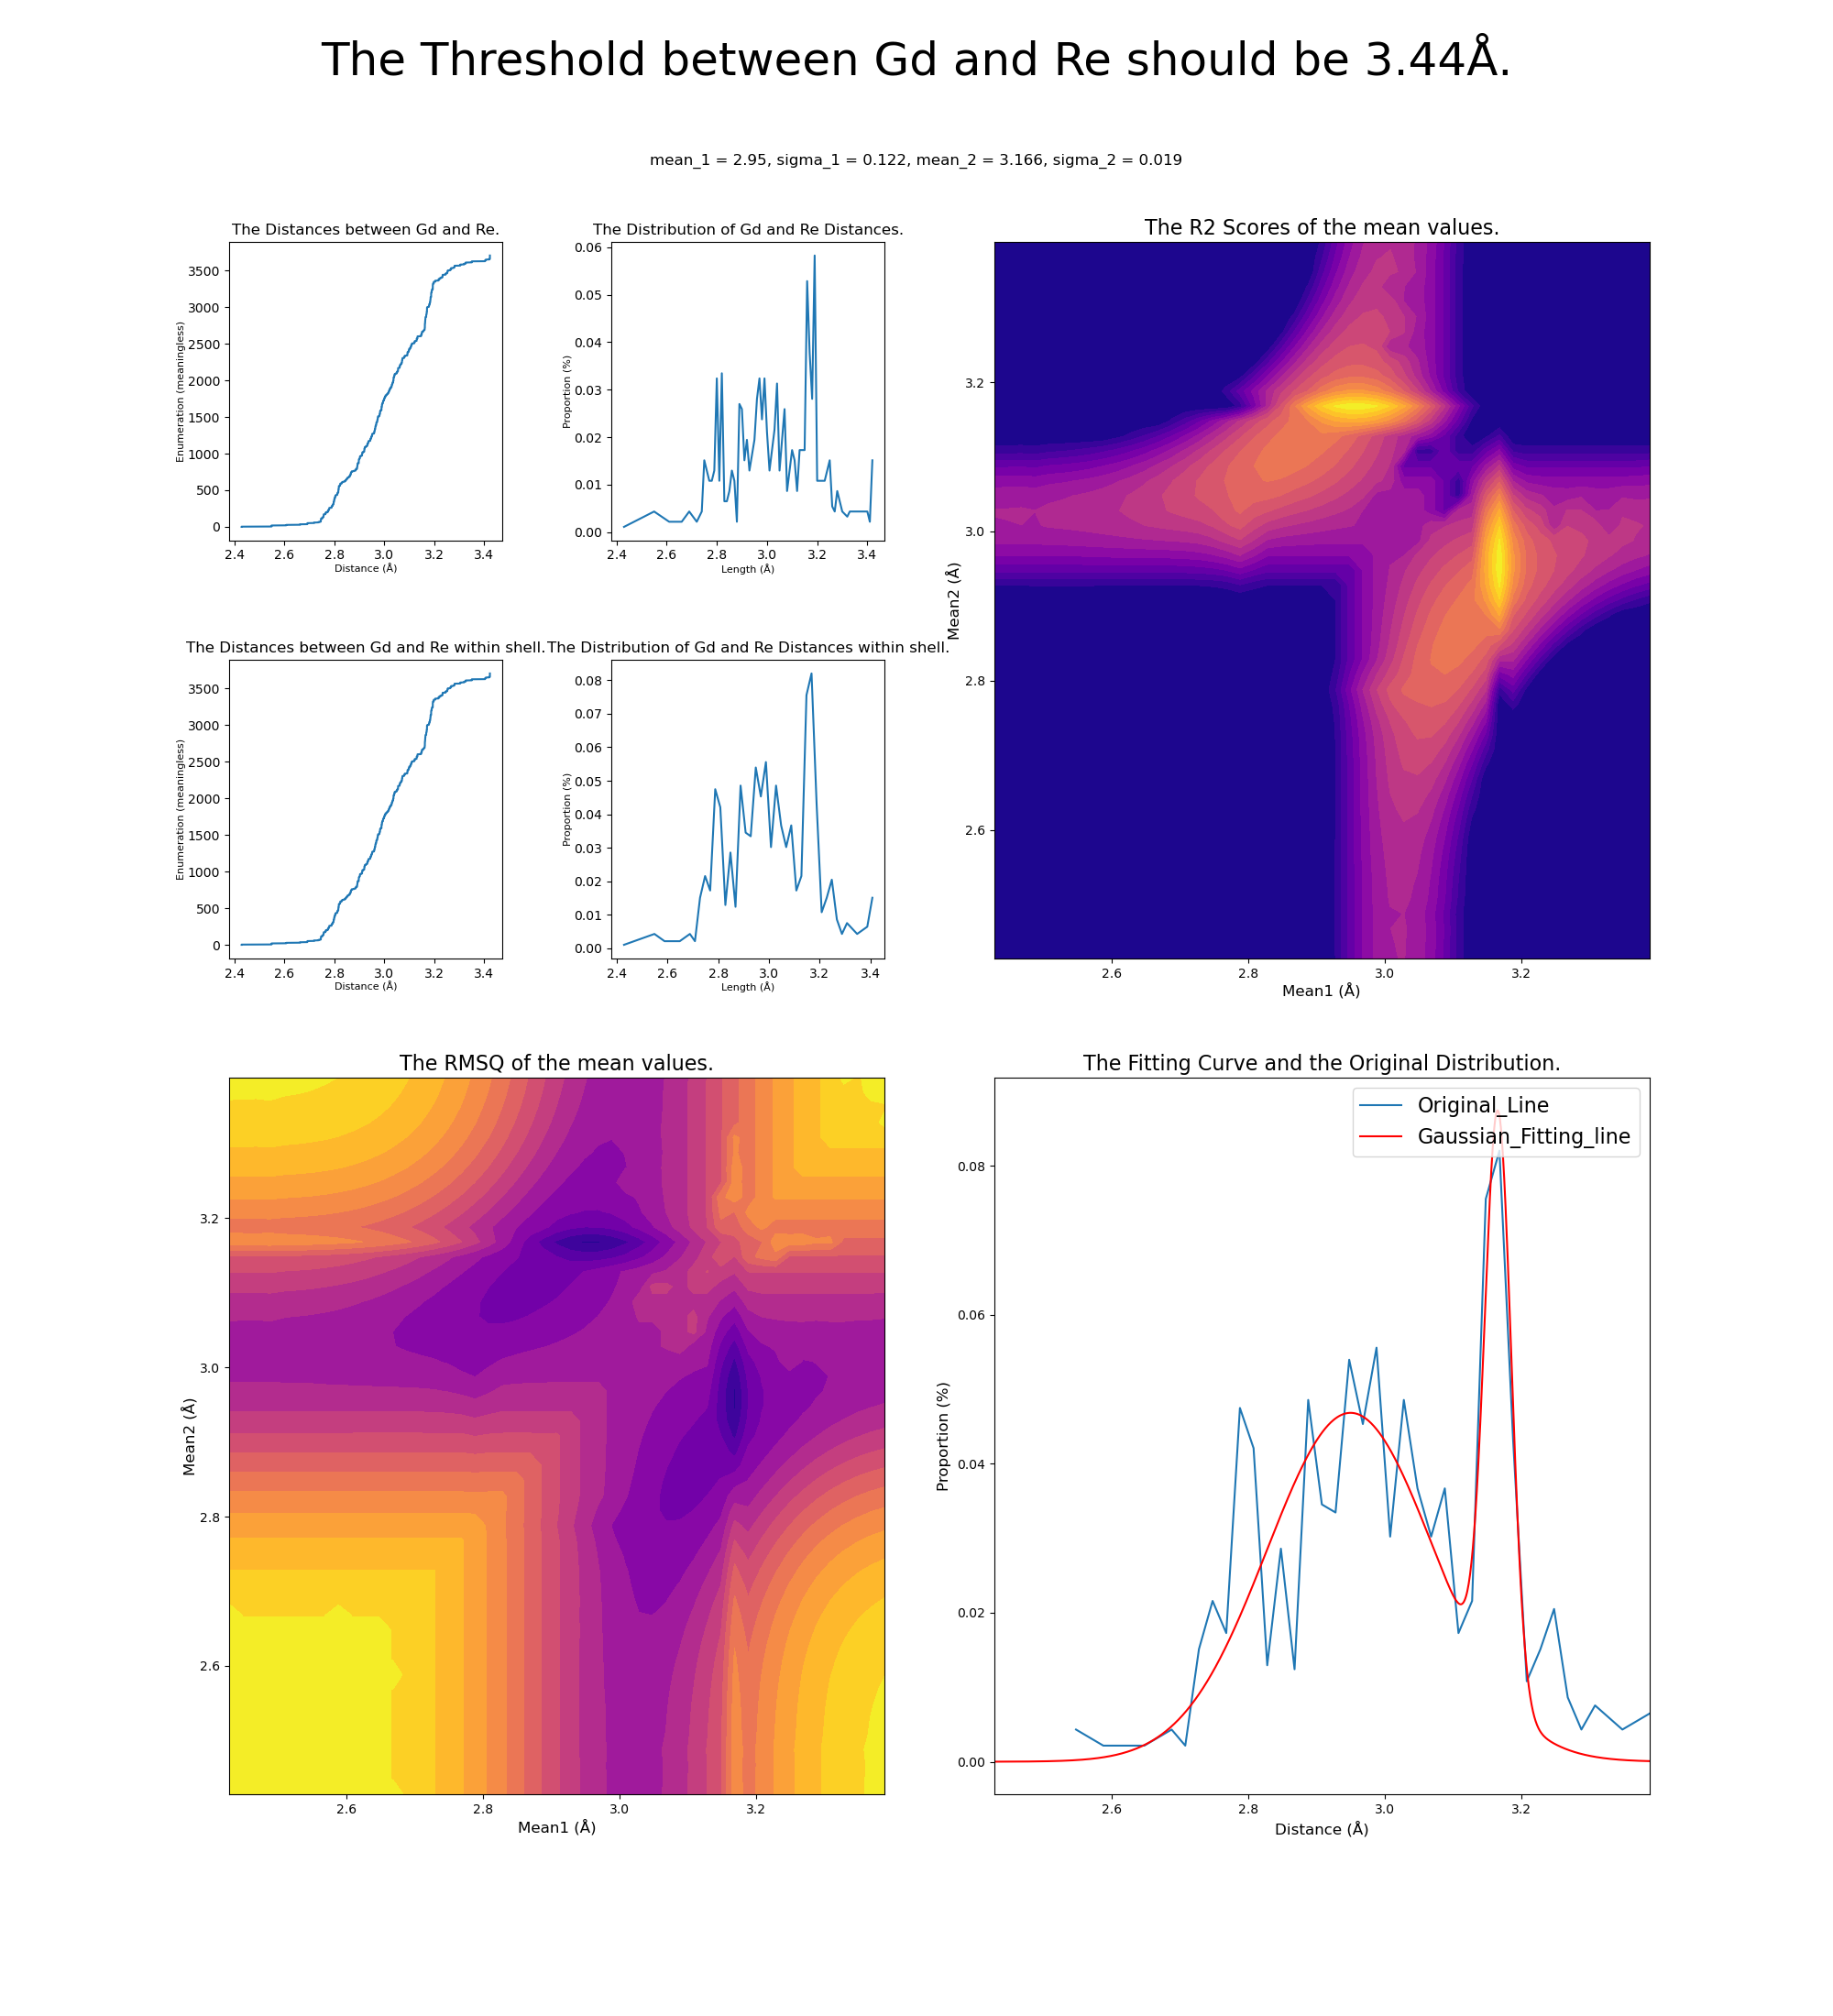 The Threshold between Gd and Re should be 3.44Å.
mean_1 = 2.95, sigma_1 = 0.122, mean_2 = 3.166, sigma_2 = 0.019
The Distances between Gd and Re.
3500
3000
2500
2000
1500
1000
500
0
Enumeration (meaningless)
2.4 2.6 2.8 3.0 3.2 3.4
Distance (Å)
The Distribution of Gd and Re Distances.
0.06
0.05
0.04
0.03
0.02
0.01
0.00
Proportion (%)
2.4 2.6 2.8 3.0 3.2 3.4
Length (Å)
The R2 Scores of the mean values.
3.2
3.0
2.8
2.6
Mean2 (Å)
2.6 2.8 3.0 3.2
Mean1 (Å)
The Distances between Gd and Re within shell.
3500
3000
2500
2000
1500
1000
500
0
Enumeration (meaningless)
2.4 2.6 2.8 3.0 3.2 3.4
Distance (Å)
The Distribution of Gd and Re Distances within shell.
0.08
0.07
0.06
0.05
0.04
0.03
0.02
0.01
0.00
Proportion (%)
2.4 2.6 2.8 3.0 3.2 3.4
Length (Å)
The RMSQ of the mean values.
3.2
3.0
2.8
2.6
Mean2 (Å)
2.6 2.8 3.0 3.2
Mean1 (Å)
The Fitting Curve and the Original Distribution.
Original_Line
Gaussian_Fitting_line
0.08
0.06
0.04
0.02
0.00
Proportion (%)
2.6 2.8 3.0 3.2
Distance (Å)